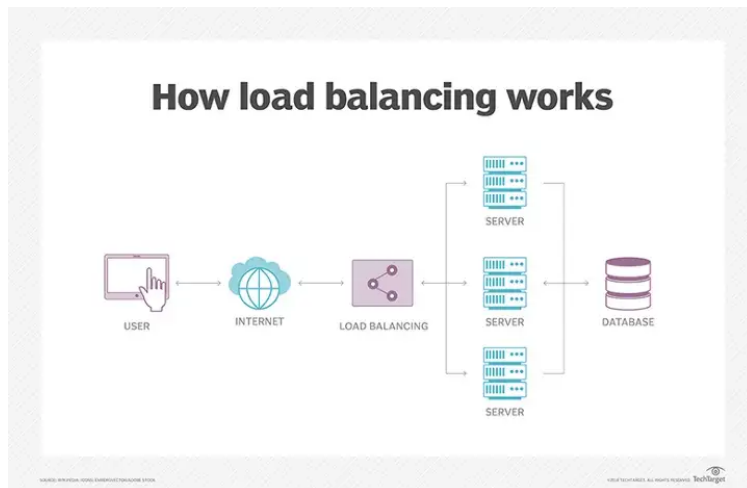 How load balancing works
SERVER
USER
INTERNET
LOAD BALANCING
SERVER
DATABASE
SERVER
TechTarget